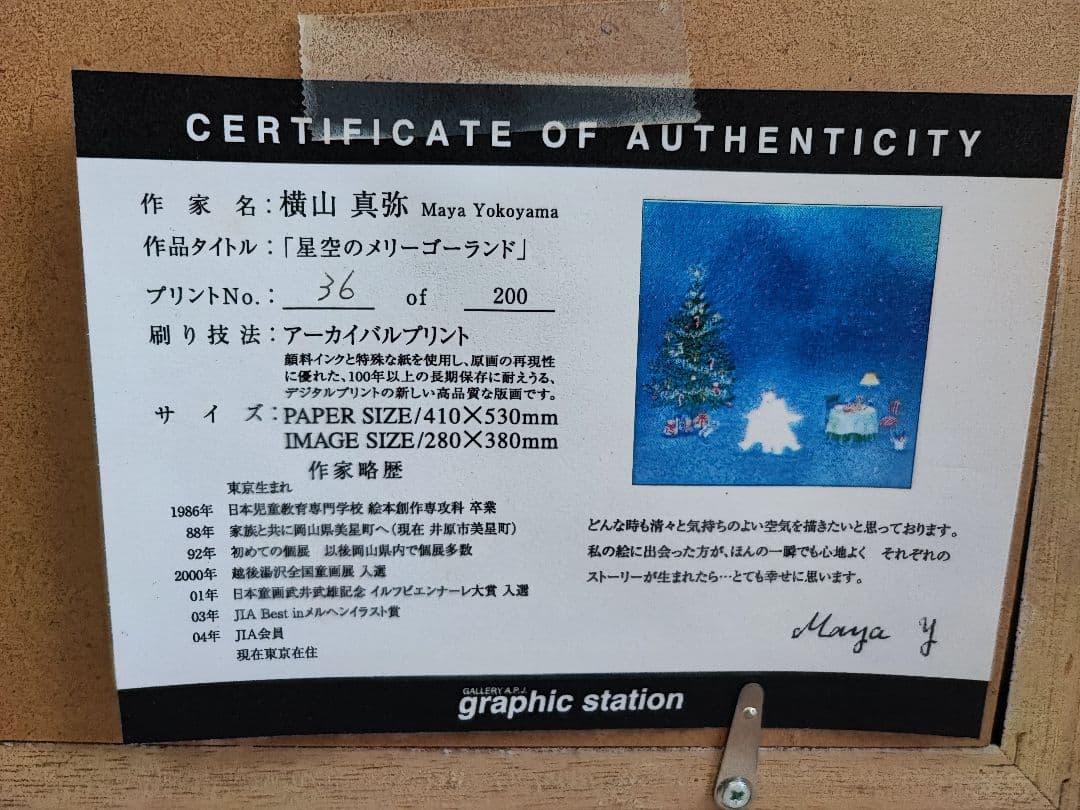 CERTIFICATE OF AUTHENTICITY
作家名：横山 真弥 Maya Yokoyama
作品タイトル：「星空のメリーゴーランド」
プリントNo.： 36 of 200
刷り技法：アーカイバルプリント
顔料インクと特殊な紙を使用し、原画の再現性
に優れた、100年以上の長期保存に耐えうる、
デジタルプリントの新しい高品質な版画です。
サイズ：PAPER SIZE/410×530mm
IMAGE SIZE/280×380mm
作家略歴
東京生まれ
1986年 日本児童教育専門学校 絵本創作専攻科 卒業
88年 家族と共に岡山県美星町へ（現在 井原市美星町）
92年 初めての個展 以後岡山県内で個展多数
2000年 越後湯沢全国童画展 入選
01年 日本童画武井武雄記念 イルフビエンナーレ大賞 入選
03年 JIA Best inメルヘンイラスト賞
04年 JIA会員
現在東京在住
どんな時も清々と気持ちのよい空気を描きたいと思っております。
私の絵に出会った方が、ほんの一瞬でも心地よく それぞれの
ストーリーが生まれたら…とても幸せに思います。
Maya Y
GALLERY A.P.J.
graphic station